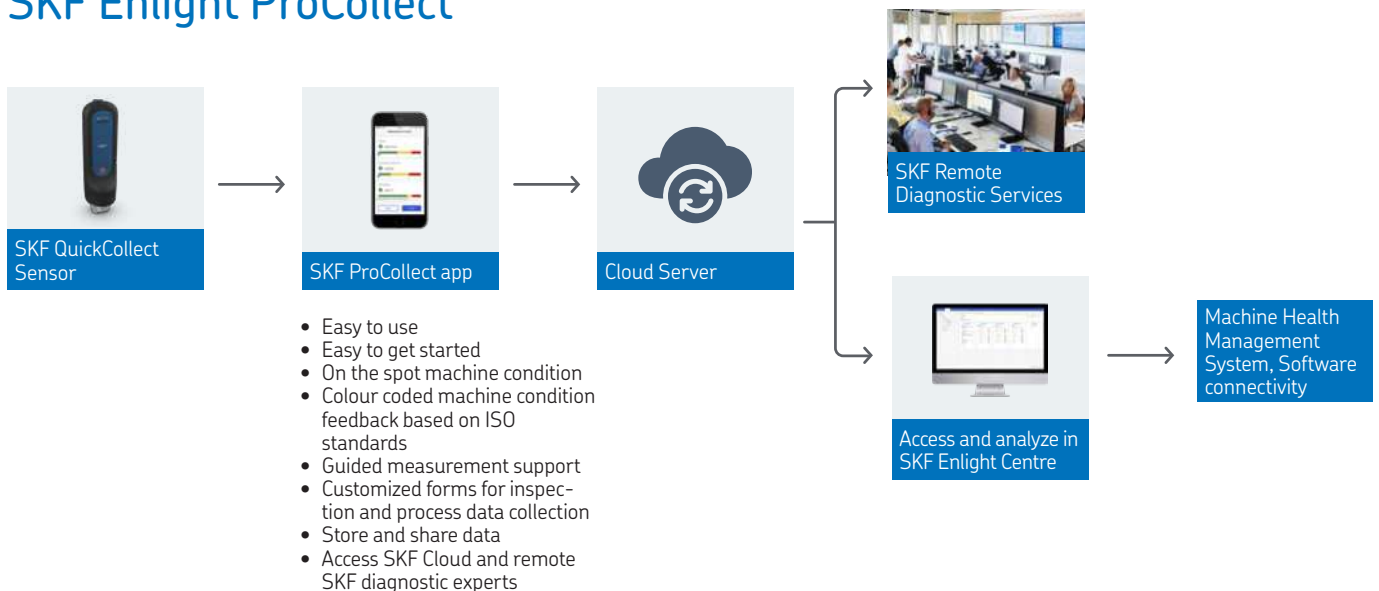 SKF Enlight ProCollect
SKF QuickCollect
Sensor
SKF ProCollect app
• Easy to use
• Easy to get started
• On the spot machine condition
• Colour coded machine condition
feedback based on ISO
standards
• Guided measurement support
• Customized forms for inspec-
tion and process data collection
• Store and share data
• Access SKF Cloud and remote
SKF diagnostic experts
Cloud Server
SKF Remote
Diagnostic Services
Access and analyze in
SKF Enlight Centre
Machine Health
Management
System, Software
connectivity